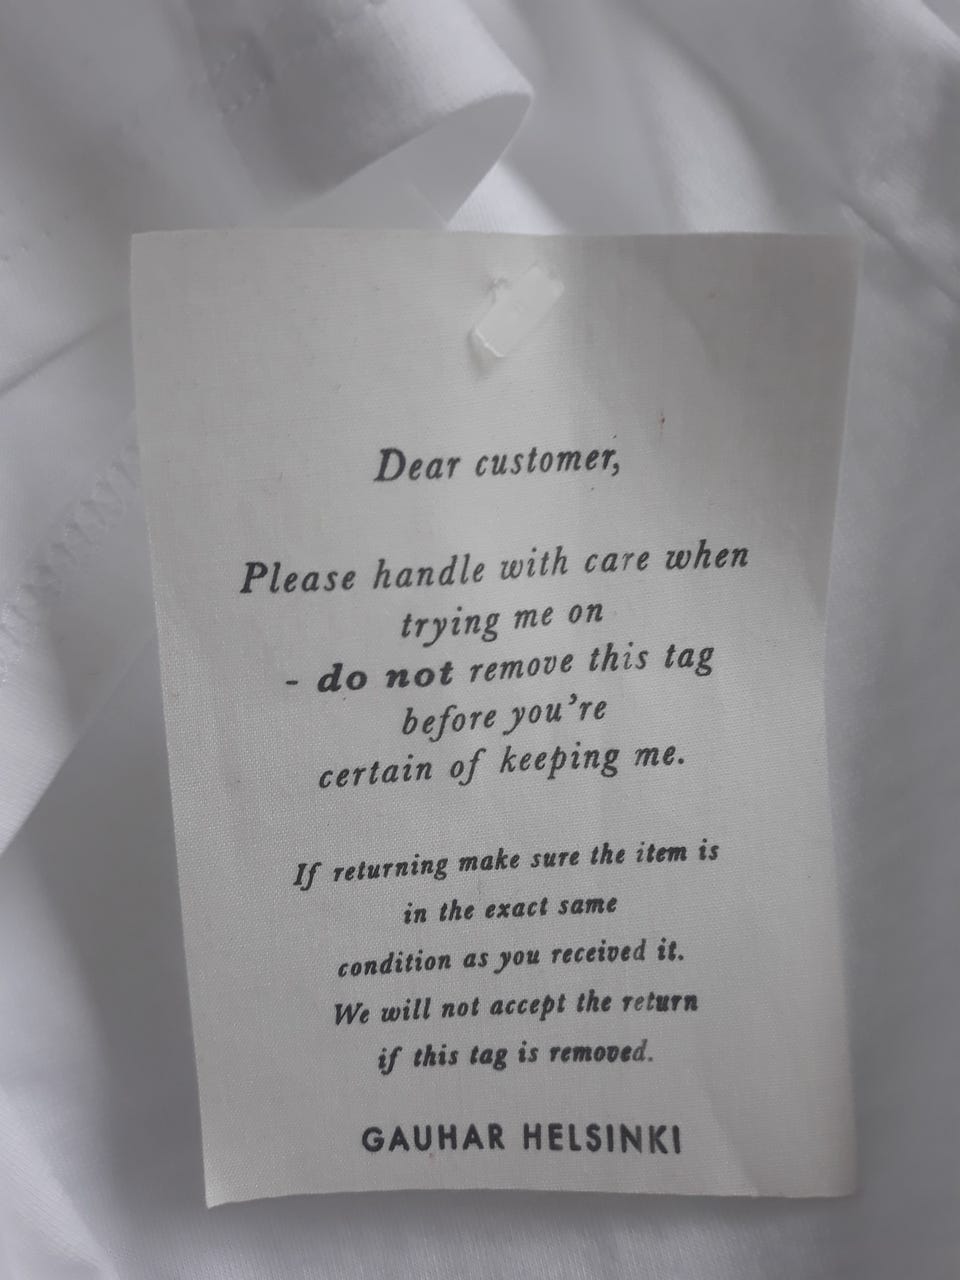 Dear customer,
Please handle with care when
trying me on
- do not remove this tag
before you're
certain of keeping me.
If returning make sure the item is
in the exact same
condition as you received it.
We will not accept the return
if this tag is removed.
GAUHAR HELSINKI